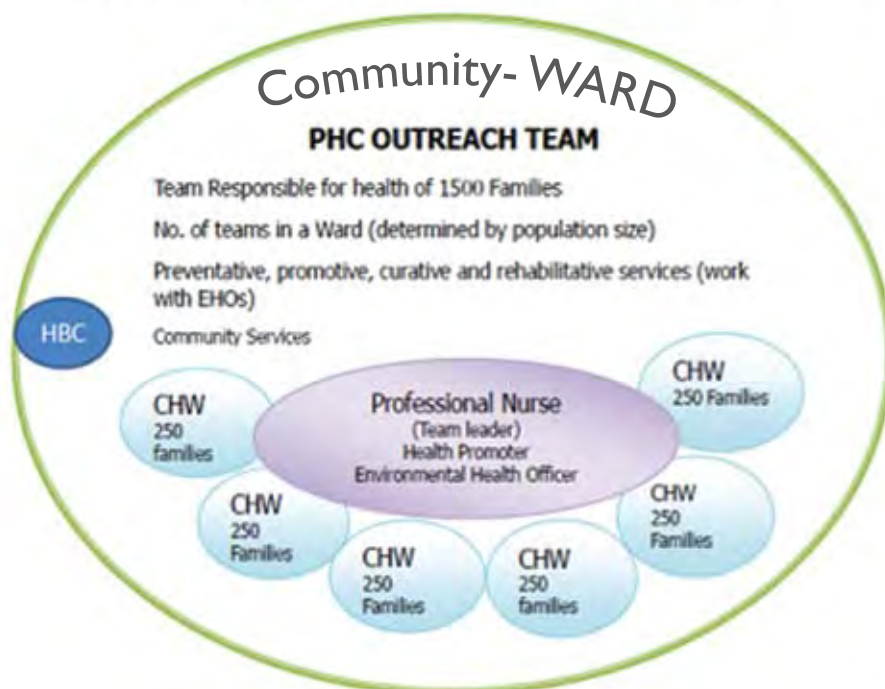 Community- WARD
PHC OUTREACH TEAM
Team Responsible for health of 1500 Families
No. of teams in a Ward (determined by population size)
Preventative, promotive, curative and rehabilitative services (work
with EHOs)
HBC
Community Services
CHW
250
families
Professional Nurse
(Team leader)
Health Promoter
Environmental Health Officer
CHW
250 Families
CHW
250
Families
CHW
250
Families
CHW
250
families
CHW
250
Families